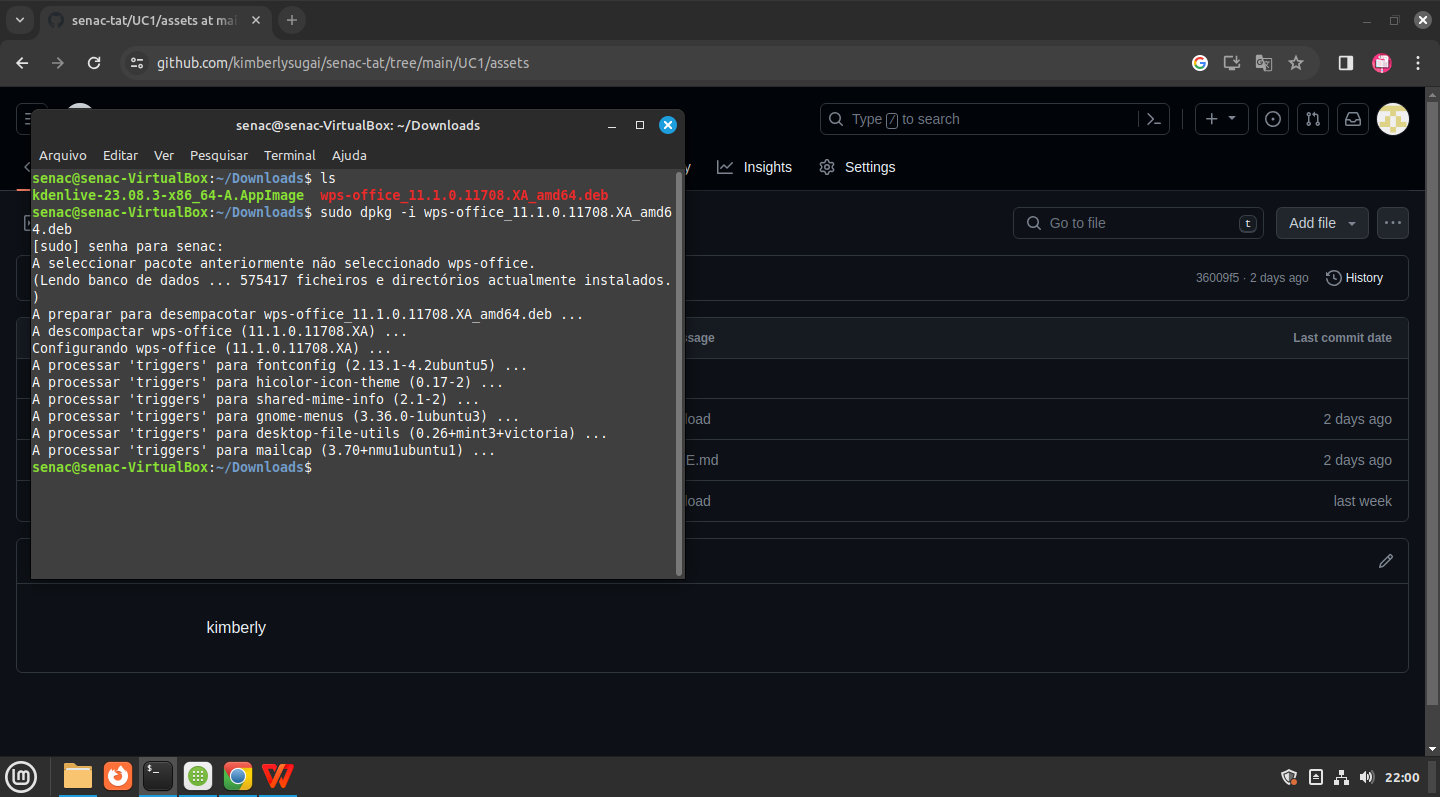 senac-tat/UC1/assets at mai
github.com/kimberlysugai/senac-tat/tree/main/UC1/assets
Type / to search
senac@senac-VirtualBox: ~/Downloads
Arquivo Editar Ver Pesquisar Terminal Ajuda
y Insights Settings
senac@senac-VirtualBox:~/Downloads$ ls
kdenlive-23.08.3-x86_64-A.AppImage wps-office_11.1.0.11708.XA_amd64.deb
senac@senac-VirtualBox:~/Downloads$ sudo dpkg -i wps-office_11.1.0.11708.XA_amd6
4.deb
[sudo] senha para senac:
A seleccionar pacote anteriormente não seleccionado wps-office.
(Lendo banco de dados ... 575417 ficheiros e directórios actualmente instalados.
)
A preparar para desempacotar wps-office_11.1.0.11708.XA_amd64.deb ...
A descompactar wps-office (11.1.0.11708.XA) ...
Configurando wps-office (11.1.0.11708.XA) ...
A processar 'triggers' para fontconfig (2.13.1-4.2ubuntu5) ...
A processar 'triggers' para hicolor-icon-theme (0.17-2) ...
A processar 'triggers' para shared-mime-info (2.1-2) ...
A processar 'triggers' para gnome-menus (3.36.0-1ubuntu3) ...
A processar 'triggers' para desktop-file-utils (0.26+mint3+victoria) ...
A processar 'triggers' para mailcap (3.70+nmu1ubuntu1) ...
senac@senac-VirtualBox:~/Downloads$
Go to file t Add file
36009f5 · 2 days ago History
ssage Last commit date
load 2 days ago
E.md 2 days ago
load last week
kimberly
22:00